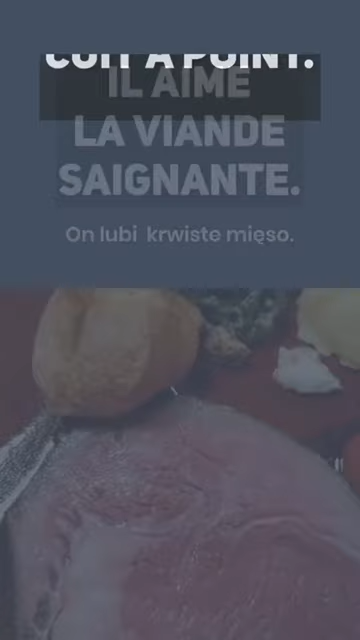 CUIT À POINT.
IL AIME
LA VIANDE
SAIGNANTE.
On lubi krwiste mięso.